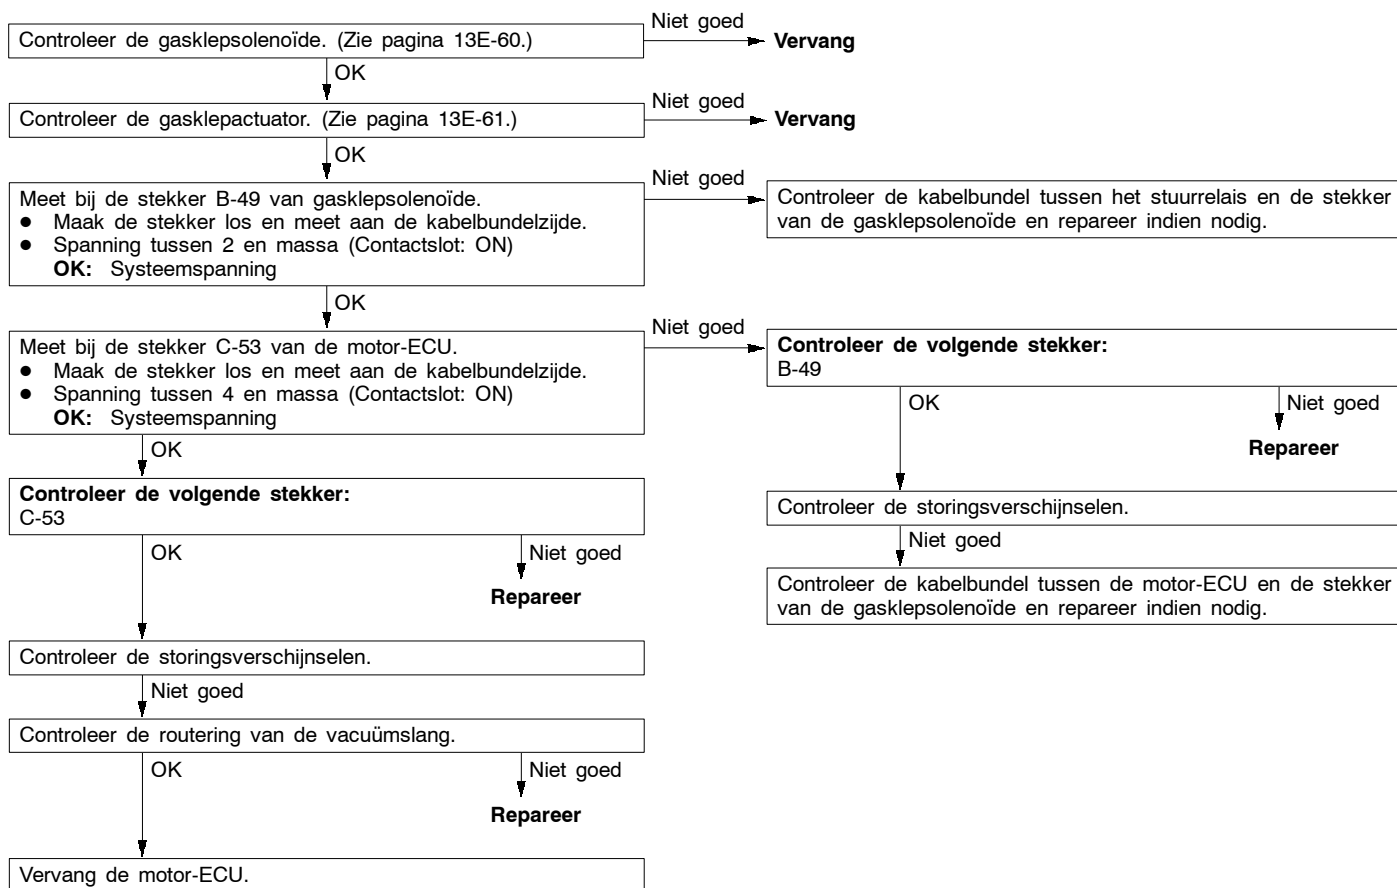 Controleer de gasklepsolenoïde. (Zie pagina 13E-60.)
Niet goed
Vervang
OK
Controleer de gasklepactuator. (Zie pagina 13E-61.)
Niet goed
Vervang
OK
Meet bij de stekker B-49 van gasklepsolenoïde.
● Maak de stekker los en meet aan de kabelbundelzijde.
● Spanning tussen 2 en massa (Contactslot: ON)
OK: Systeemspanning
Niet goed
Controleer de kabelbundel tussen het stuurrelais en de stekker
van de gasklepsolenoïde en repareer indien nodig.
OK
Meet bij de stekker C-53 van de motor-ECU.
● Maak de stekker los en meet aan de kabelbundelzijde.
● Spanning tussen 4 en massa (Contactslot: ON)
OK: Systeemspanning
Niet goed
Controleer de volgende stekker:
B-49
OK
Niet goed
Repareer
Controleer de storingsverschijnselen.
Niet goed
Controleer de kabelbundel tussen de motor-ECU en de stekker
van de gasklepsolenoïde en repareer indien nodig.
OK
Controleer de volgende stekker:
C-53
OK
Niet goed
Repareer
Controleer de storingsverschijnselen.
Niet goed
Controleer de routering van de vacuümslang.
OK
Niet goed
Repareer
Vervang de motor-ECU.